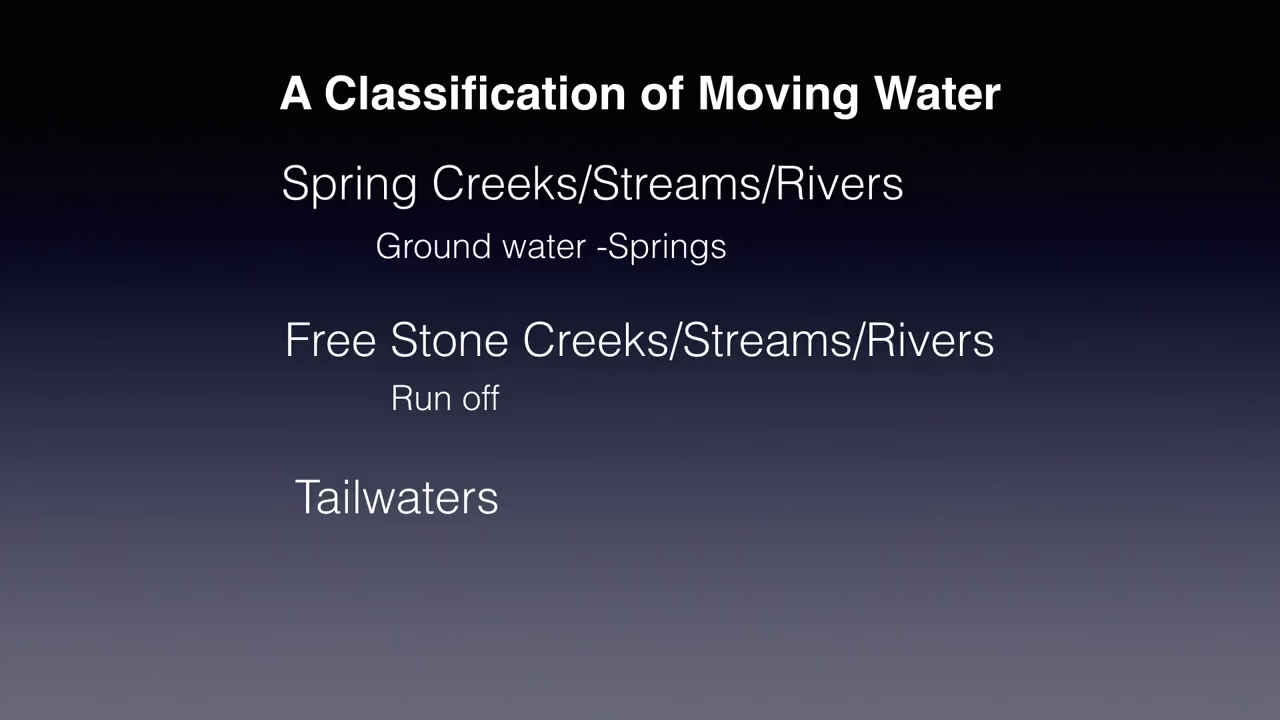 A Classification of Moving Water
Spring Creeks/Streams/Rivers
Ground water -Springs
Free Stone Creeks/Streams/Rivers
Run off
Tailwaters